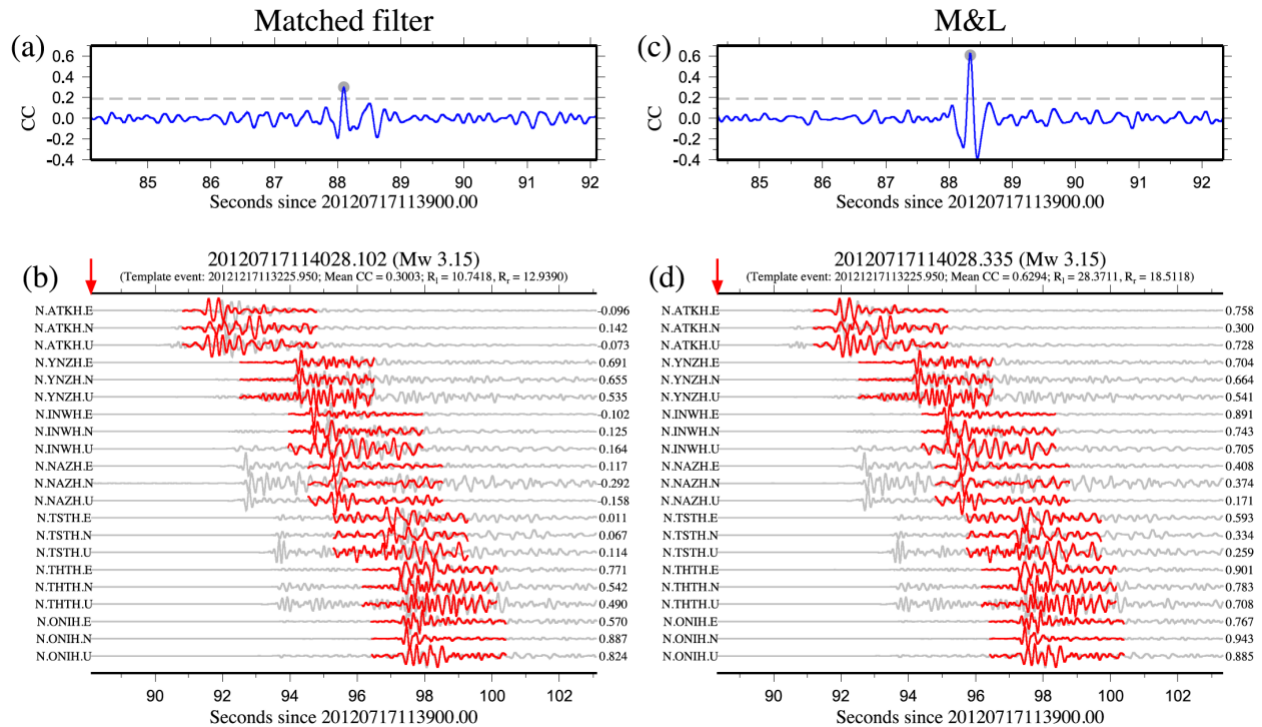 Matched filter
(a)
0.6
0.4
0.2
0.0
-0.2
-0.4
CC
85 86 87 88 89 90 91 92
Seconds since 20120717113900.00
M&L
(c)
0.6
0.4
0.2
0.0
-0.2
-0.4
CC
85 86 87 88 89 90 91 92
Seconds since 20120717113900.00
(b)
20120717114028.102 (Mw 3.15)
(Template event: 20121217113225.950; Mean CC = 0.3003; Rl = 10.7418, Rr = 12.9390)
N.ATKH.E -0.096
N.ATKH.N 0.142
N.ATKH.U -0.073
N.YNZH.E 0.691
N.YNZH.N 0.655
N.YNZH.U 0.535
N.INWH.E -0.102
N.INWH.N 0.125
N.INWH.U 0.164
N.NAZH.E 0.117
N.NAZH.N 0.292
N.NAZH.U -0.158
N.TSTH.E 0.011
N.TSTH.N 0.067
N.TSTH.U 0.114
N.THTH.E 0.771
N.THTH.N 0.542
N.THTH.U 0.490
N.ONIH.E 0.570
N.ONIH.N 0.887
N.ONIH.U 0.824
90 92 94 96 98 100 102
Seconds since 20120717113900.00
(d)
20120717114028.335 (Mw 3.15)
(Template event: 20121217113225.950; Mean CC = 0.6294; Rl = 28.3711, Rr = 18.5118)
N.ATKH.E 0.758
N.ATKH.N 0.300
N.ATKH.U 0.728
N.YNZH.E 0.704
N.YNZH.N 0.664
N.YNZH.U 0.541
N.INWH.E 0.891
N.INWH.N 0.743
N.INWH.U 0.705
N.NAZH.E 0.408
N.NAZH.N 0.374
N.NAZH.U 0.171
N.TSTH.E 0.593
N.TSTH.N 0.334
N.TSTH.U 0.259
N.THTH.E 0.901
N.THTH.N 0.783
N.THTH.U 0.708
N.ONIH.E 0.767
N.ONIH.N 0.943
N.ONIH.U 0.885
90 92 94 96 98 100 102
Seconds since 20120717113900.00